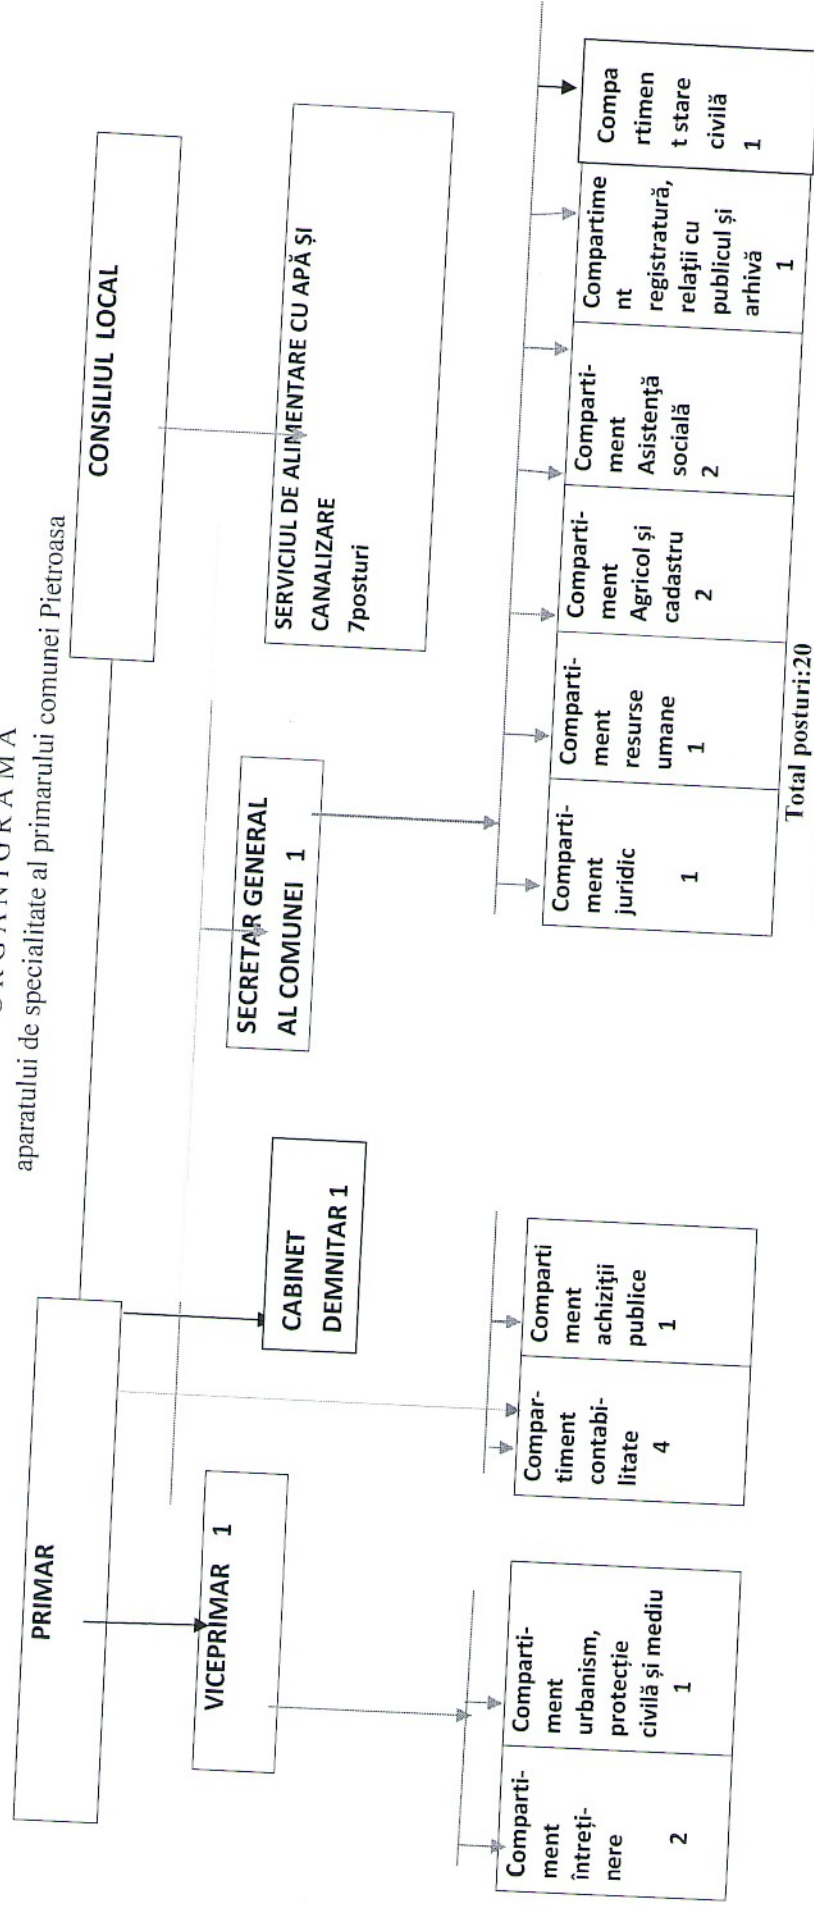 ORGANIGRAMA
aparatului de specialitate al primarului comunei Pietroasa
PRIMAR
CONSILIUL LOCAL
VICEPRIMAR 1
CABINET
DEMNITAR 1
SECRETAR GENERAL
AL COMUNEI 1
SERVICIUL DE ALIMENTARE CU APĂ ȘI
CANALIZARE
7posturi
Comparti-
ment
întreți-
nere
2
Comparti-
ment
urbanism,
protecție
civilă și mediu
1
Compar-
timent
contabi-
litate
4
Comparti
ment
achiziții
publice
1
Comparti-
ment
juridic
1
Comparti-
ment
resurse
umane
1
Comparti-
ment
Agricol și
cadastru
2
Comparti-
ment
Asistență
socială
2
Compartime
nt
registratură,
relații cu
publicul și
arhivă
1
Compa
rtimen
t stare
civilă
1
Total posturi:20